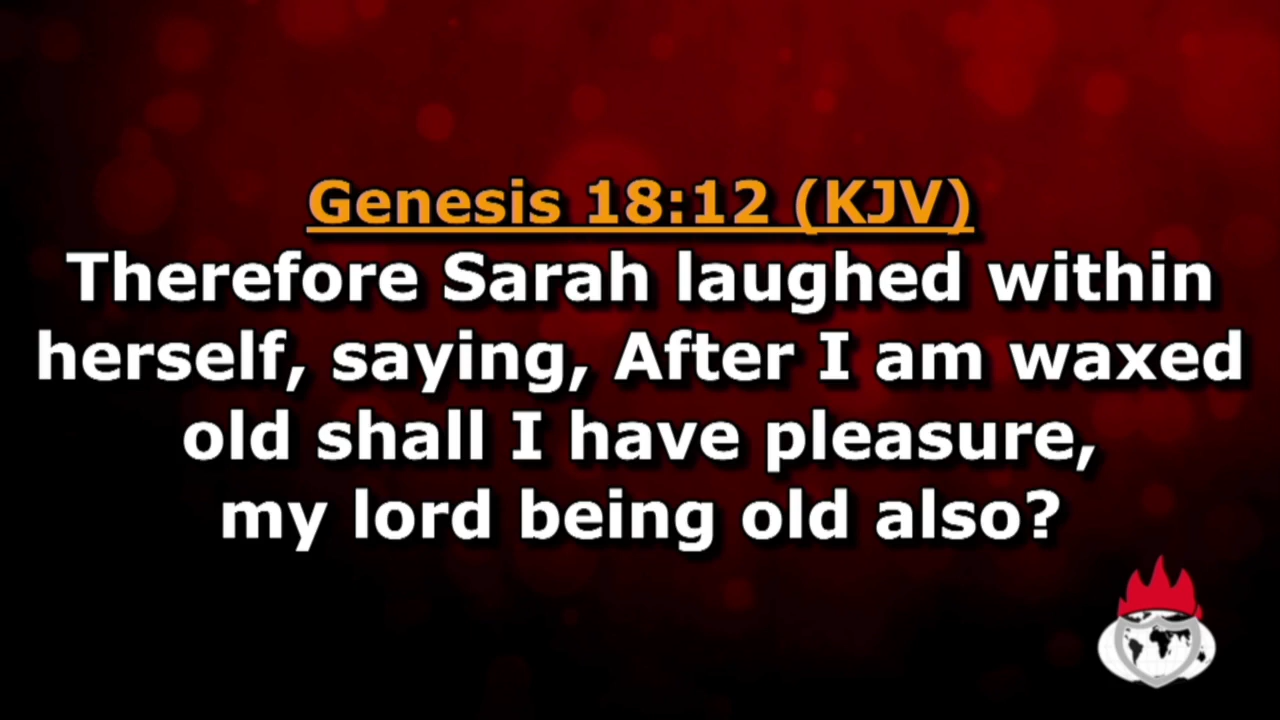 Genesis 18:12 (KJV)
Therefore Sarah laughed within
herself, saying, After I am waxed
old shall I have pleasure,
my lord being old also?